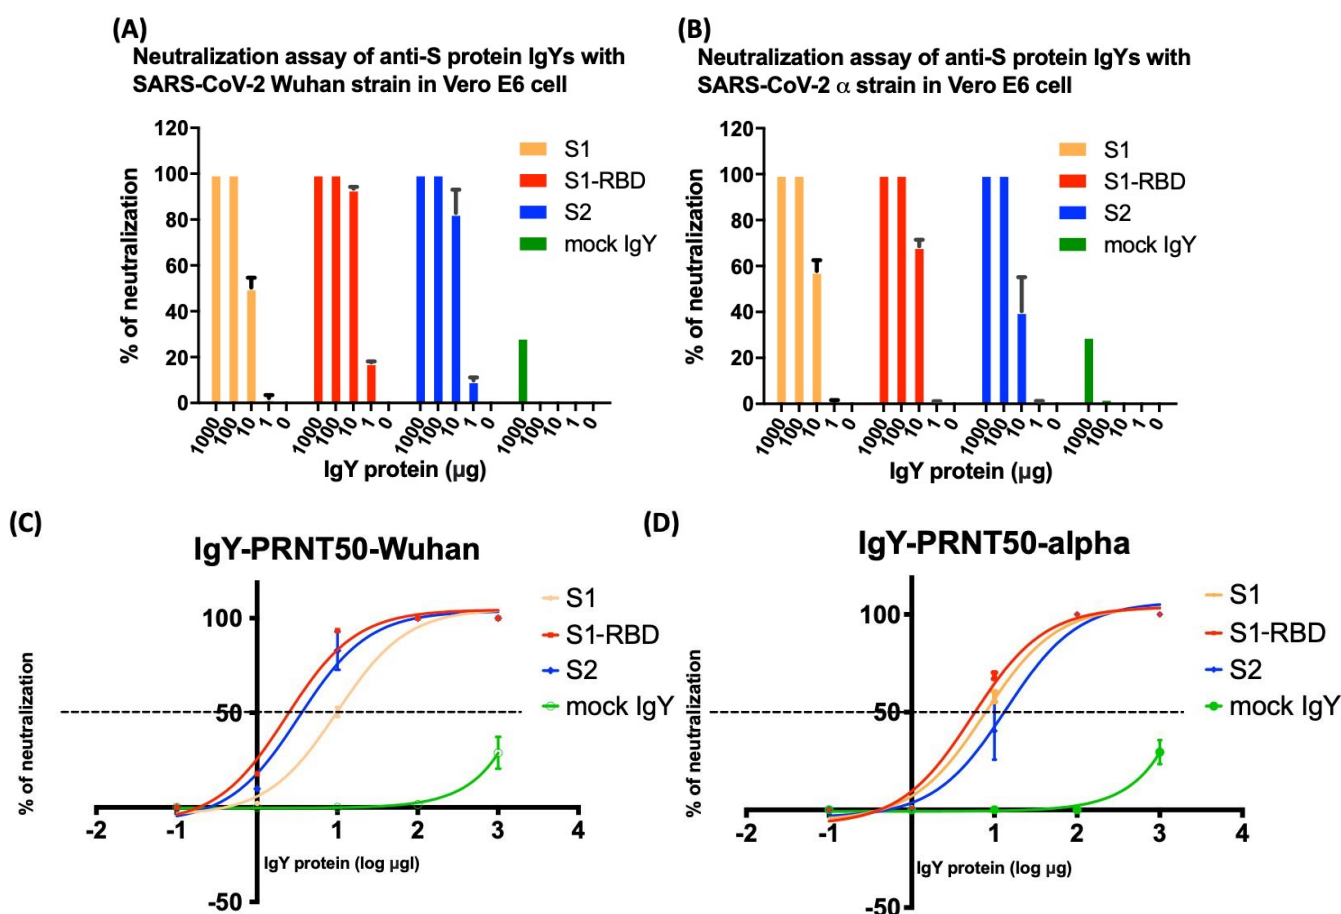 (A)
Neutralization assay of anti-S protein IgYs with
SARS-CoV-2 Wuhan strain in Vero E6 cell
% of neutralization
120
100
80
60
40
20
0
S1
S1-RBD
S2
mock IgY
1000 100 10 1 0 1000 100 10 1 0 1000 100 10 1 0 1000 100 10 1 0
IgY protein (µg)
(B)
Neutralization assay of anti-S protein IgYs with
SARS-CoV-2 α strain in Vero E6 cell
% of neutralization
120
100
80
60
40
20
0
S1
S1-RBD
S2
mock IgY
1000 100 10 1 0 1000 100 10 1 0 1000 100 10 1 0 1000 100 10 1 0
IgY protein (µg)
(C)
IgY-PRNT50-Wuhan
% of neutralization
100
50
-50
S1
S1-RBD
S2
mock IgY
-2 -1 1 2 3 4
IgY protein (log µgl)
(D)
IgY-PRNT50-alpha
% of neutralization
100
50
-50
S1
S1-RBD
S2
mock IgY
-2 -1 1 2 3 4
IgY protein (log µg)